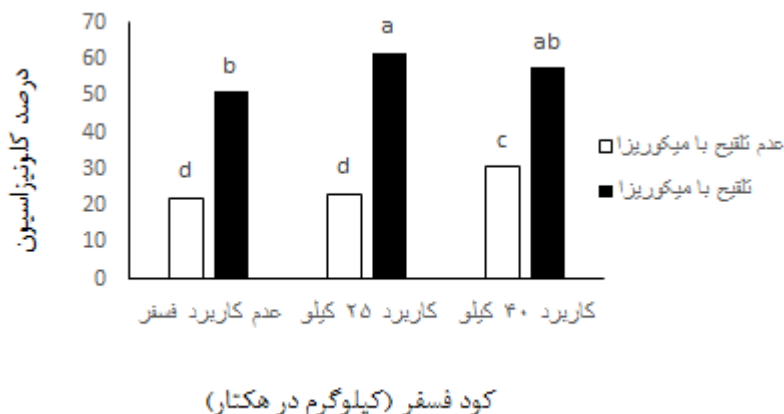 درصد کلونیزاسیون
70
60
50
40
30
20
10
0
d
b
d
a
c
ab
عدم کاربرد فسفر
کاربرد ۲۵ کیلو
کاربرد ۴۰ کیلو
عدم تلقیح با میکوریزا
تلقیح با میکوریزا
کود فسفر (کیلوگرم در هکتار)